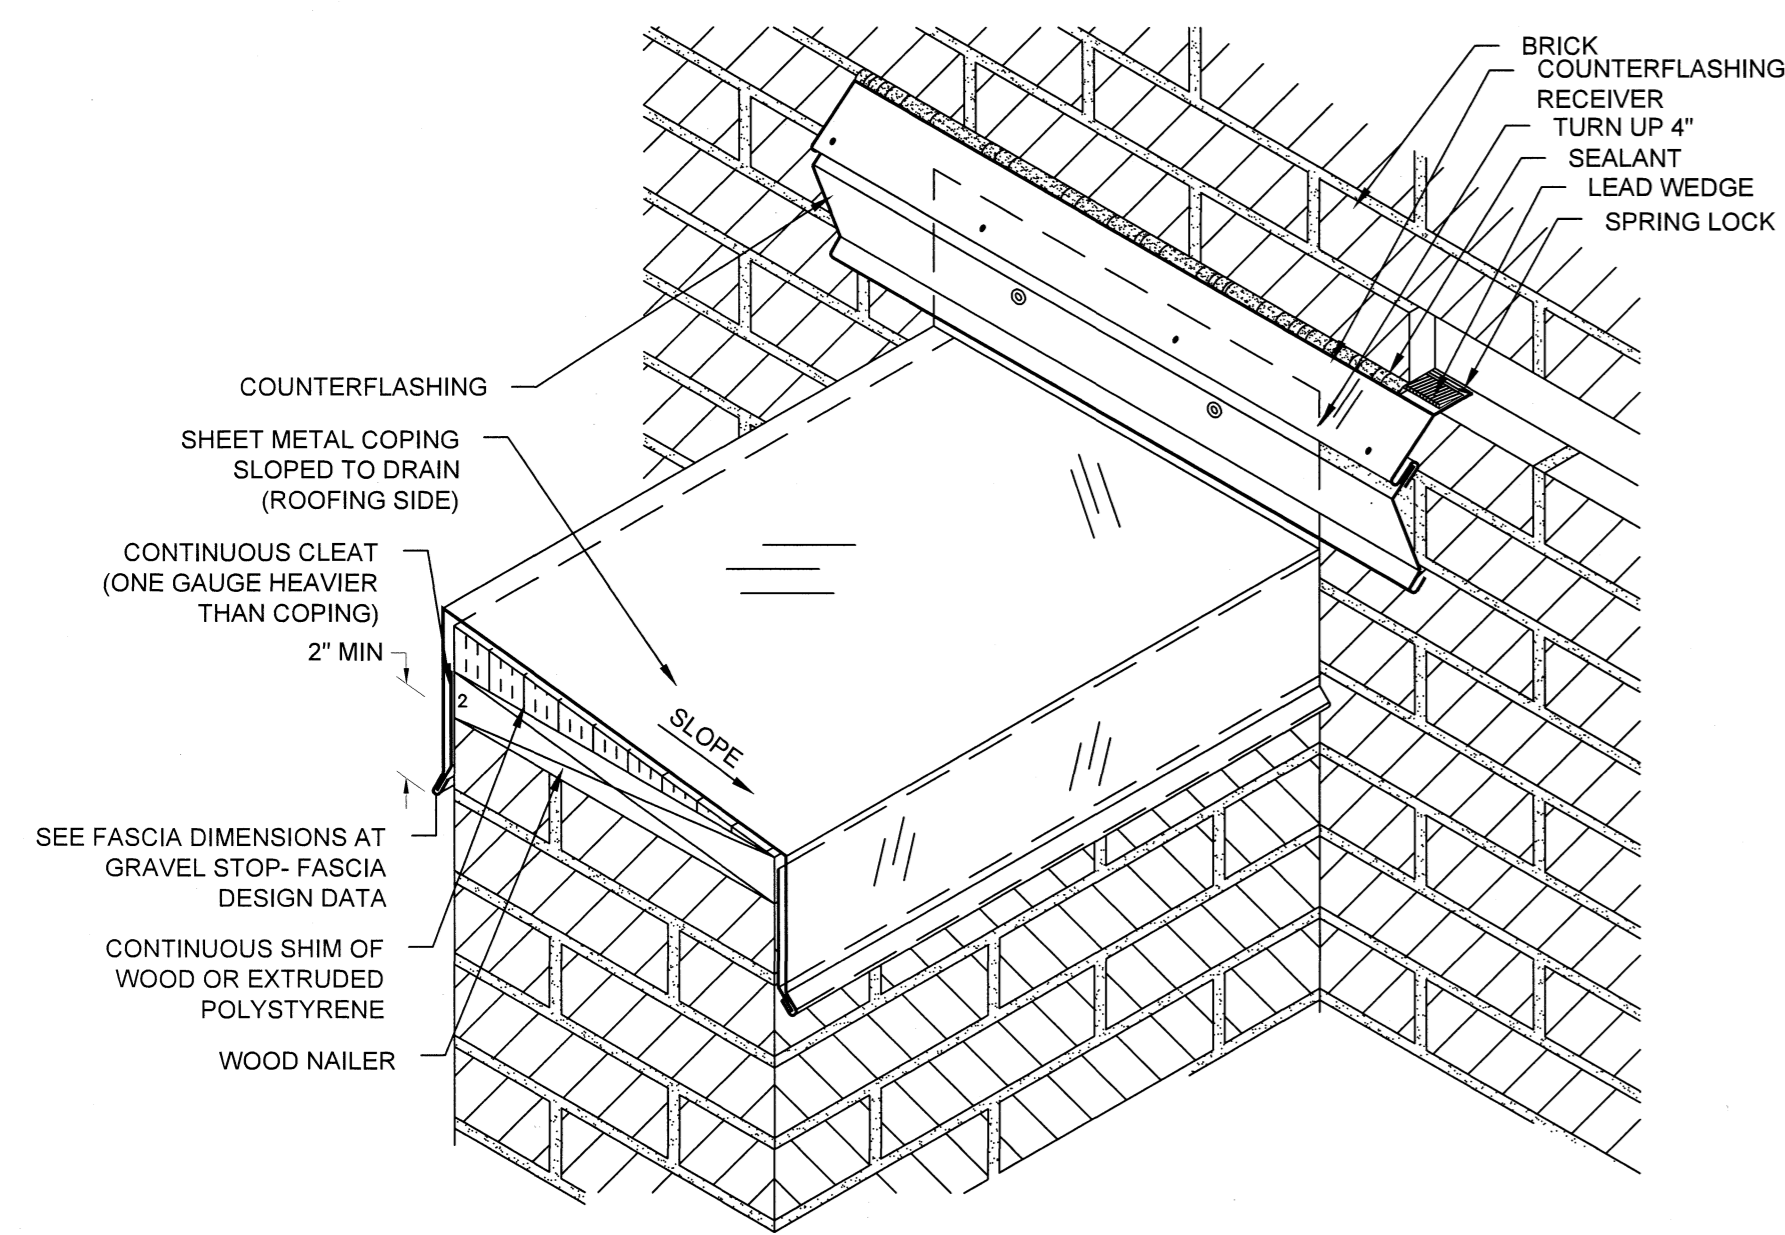 BRICK
COUNTERFLASHING
RECEIVER
TURN UP 4"
SEALANT
LEAD WEDGE
SPRING LOCK
COUNTERFLASHING
SHEET METAL COPING
SLOPED TO DRAIN
(ROOFING SIDE)
CONTINUOUS CLEAT
(ONE GAUGE HEAVIER
THAN COPING)
2" MIN
2
SLOPE
SEE FASCIA DIMENSIONS AT
GRAVEL STOP- FASCIA
DESIGN DATA
CONTINUOUS SHIM OF
WOOD OR EXTRUDED
POLYSTYRENE
WOOD NAILER